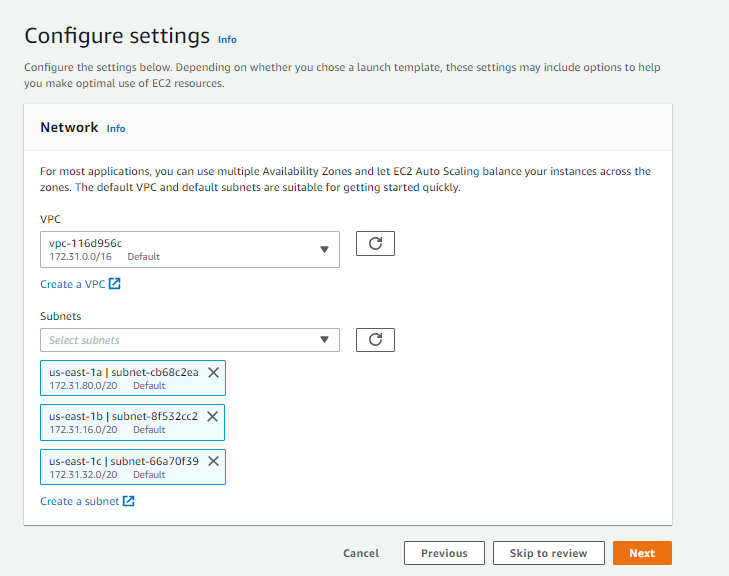 Configure settings Info
Configure the settings below. Depending on whether you chose a launch template, these settings may include options to help
you make optimal use of EC2 resources.
Network Info
For most applications, you can use multiple Availability Zones and let EC2 Auto Scaling balance your instances across the
zones. The default VPC and default subnets are suitable for getting started quickly.
VPC
vpc-116d956c
172.31.0.0/16 Default
Create a VPC
Subnets
Select subnets
us-east-1a | subnet-cb68c2ea
172.31.80.0/20 Default
us-east-1b | subnet-8f532cc2
172.31.16.0/20 Default
us-east-1c | subnet-66a70f39
172.31.32.0/20 Default
Create a subnet
Cancel Previous Skip to review Next